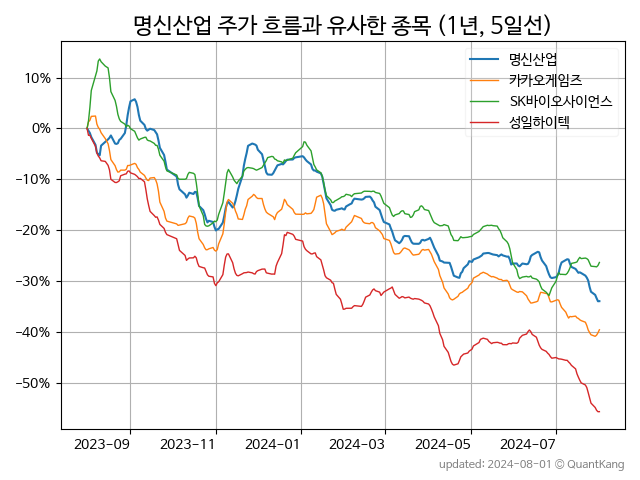 명신산업 주가 흐름과 유사한 종목 (1년, 5일선)
명신산업
카카오게임즈
SK바이오사이언스
성일하이텍
10%
0%
−10%
−20%
−30%
−40%
−50%
2023−09
2023−11
2024−01
2024−03
2024−05
2024−07
updated: 2024−08−01 © QuantKang